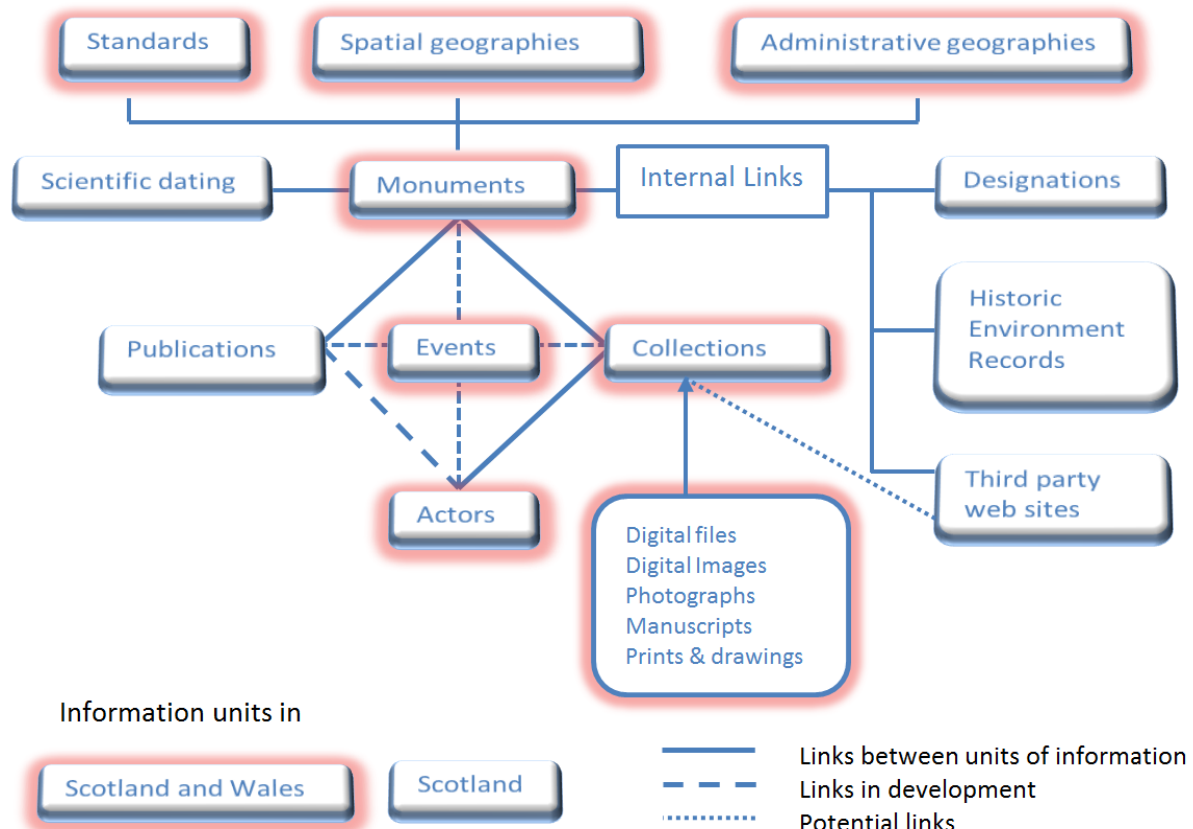 Standards
Spatial geographies
Administrative geographies
Scientific dating
Monuments
Internal Links
Designations
Publications
Events
Collections
Historic
Environment
Records
Actors
Third party
web sites
Digital files
Digital Images
Photographs
Manuscripts
Prints & drawings
Information units in
Scotland and Wales
Scotland
Links between units of information
Links in development
Potential links